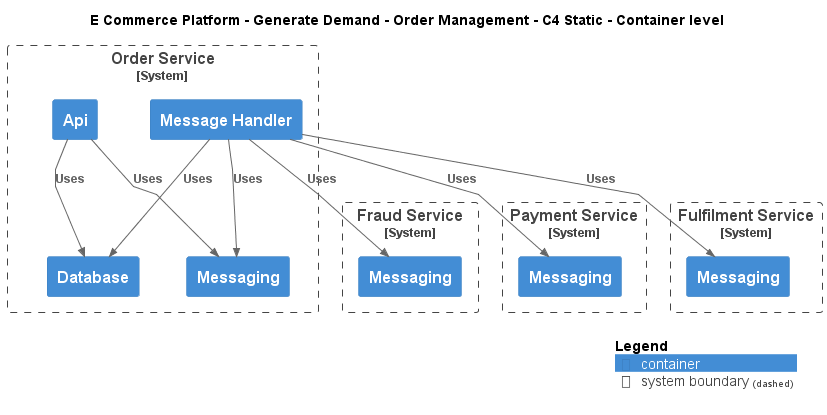 E Commerce Platform - Generate Demand - Order Management - C4 Static - Container level
Order Service
[System]
Api
Message Handler
Uses
Uses
Uses
Uses
Uses
Uses
Uses
Fraud Service
[System]
Payment Service
[System]
Fulfilment Service
[System]
Database
Messaging
Messaging
Messaging
Messaging
Legend
container
system boundary (dashed)